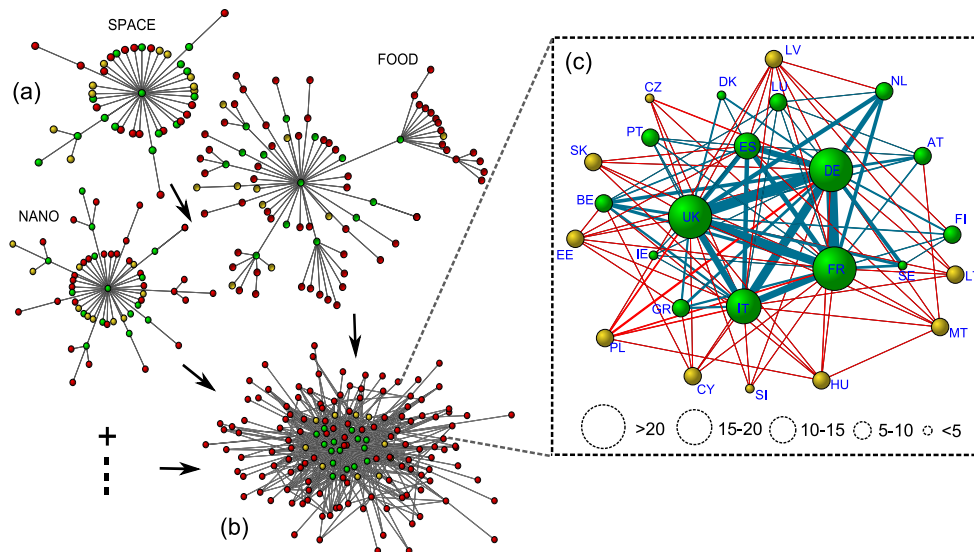 SPACE
(a)
FOOD
NANO
+
(b)
(c)
LV
CZ
DK
LU
NL
PT
ES
AT
SK
DE
BE
UK
FI
EE
IE
FR
SE
LT
GR
IT
MT
PL
CY
SI
HU
>20
15-20
10-15
5-10
<5